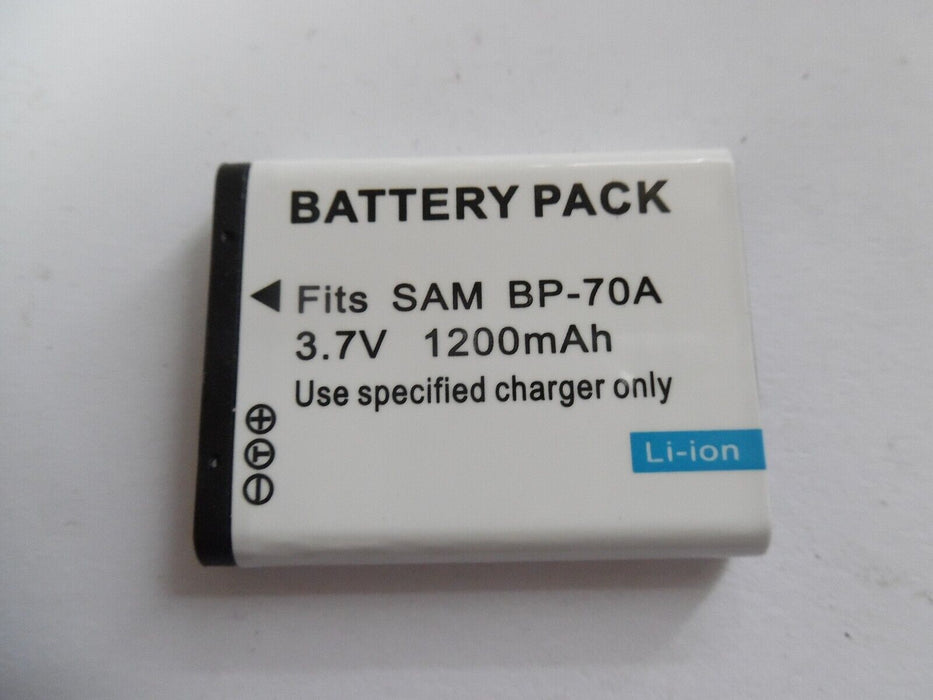 BATTERY PACK
◀ Fits SAM BP-70A
3.7V 1200mAh
Use specified charger only
+
T
−
Li-ion